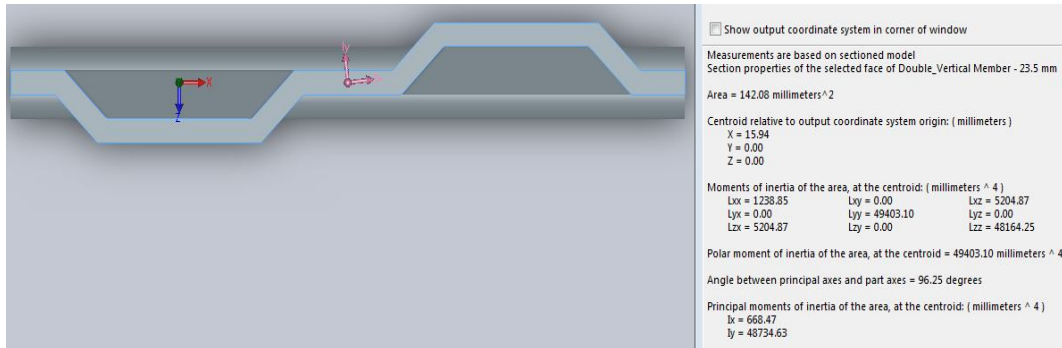 Show output coordinate system in corner of window
Measurements are based on sectioned model
Section properties of the selected face of Double_Vertical Member - 23.5 mm
Area = 142.08 millimeters^2
Centroid relative to output coordinate system origin: ( millimeters )
X = 15.94
Y = 0.00
Z = 0.00
Moments of inertia of the area, at the centroid: ( millimeters ^ 4 )
Lxx = 1238.85 Lxy = 0.00 Lxz = 5204.87
Lyx = 0.00 Lyy = 49403.10 Lyz = 0.00
Lzx = 5204.87 Lzy = 0.00 Lzz = 48164.25
Polar moment of inertia of the area, at the centroid = 49403.10 millimeters ^ 4
Angle between principal axes and part axes = 96.25 degrees
Principal moments of inertia of the area, at the centroid: ( millimeters ^ 4 )
Ix = 668.47
Iy = 48734.63
X
Z